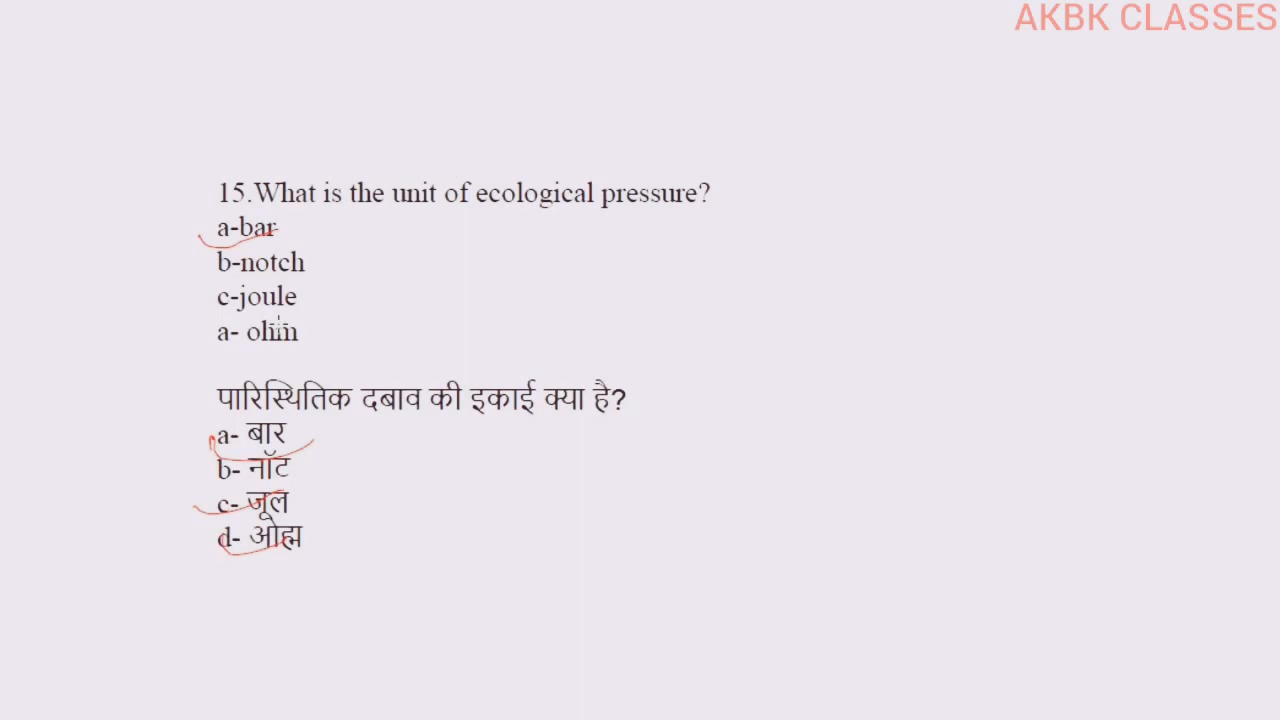 AKBK CLASSES
15.What is the unit of ecological pressure?
a-bar
b-notch
c-joule
a- ohm
पारिस्थितिक दबाव की इकाई क्या है?
a- बार
b- नॉट
c- जूल
d- ओह्म